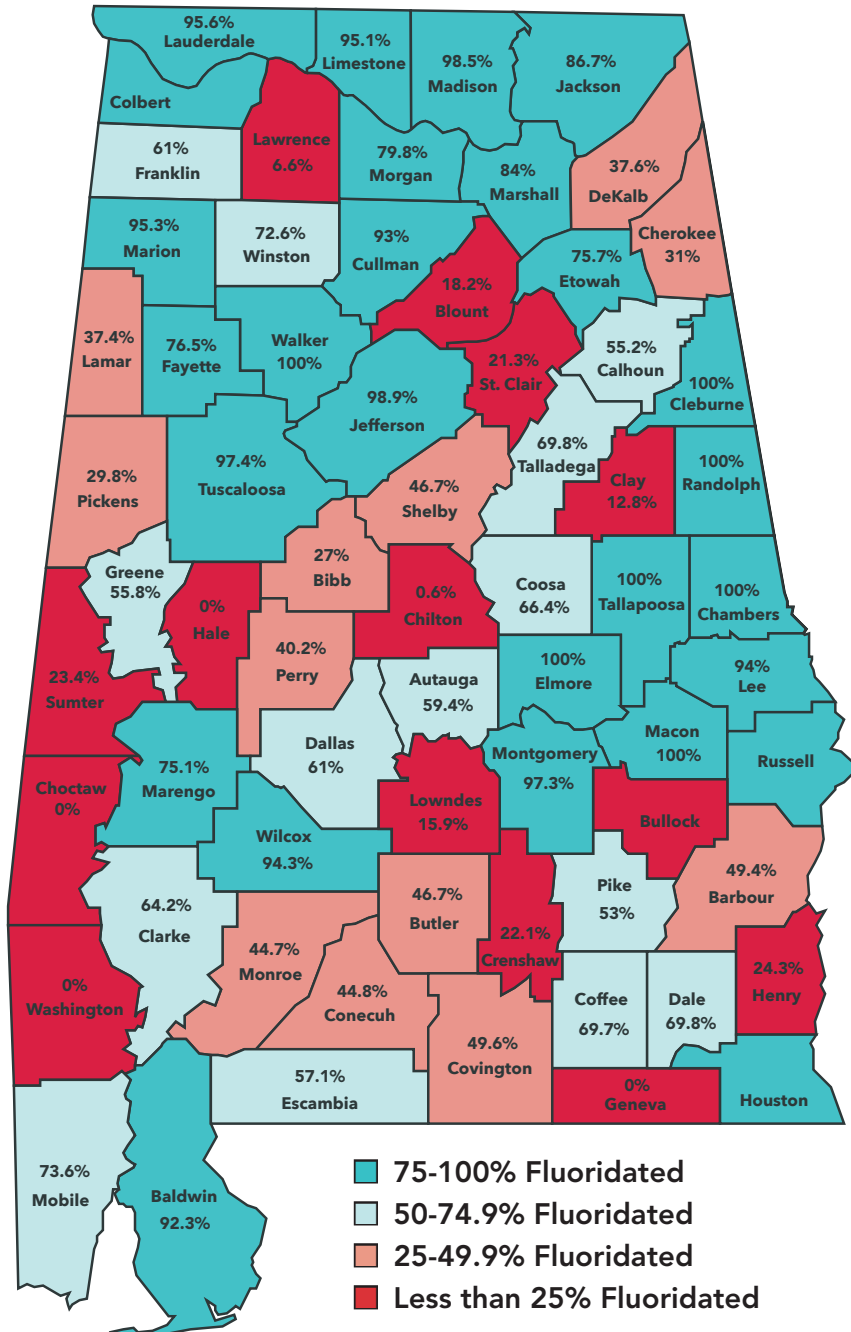 95.6%
Lauderdale
95.1%
Limestone
98.5%
Madison
86.7%
Jackson
Colbert
Lawrence
6.6%
61%
Franklin
79.8%
Morgan
84%
Marshall
37.6%
DeKalb
Cherokee
31%
95.3%
Marion
72.6%
Winston
93%
Cullman
18.2%
Blount
75.7%
Etowah
37.4%
Lamar
76.5%
Fayette
Walker
100%
98.9%
Jefferson
21.3%
St. Clair
55.2%
Calhoun
100%
Cleburne
29.8%
Pickens
97.4%
Tuscaloosa
46.7%
Shelby
69.8%
Talladega
Clay
12.8%
100%
Randolph
Greene
55.8%
0%
Hale
27%
Bibb
0.6%
Chilton
Coosa
66.4%
100%
Tallapoosa
100%
Chambers
23.4%
Sumter
40.2%
Perry
Autauga
59.4%
100%
Elmore
94%
Lee
75.1%
Marengo
Dallas
61%
Montgomery
97.3%
Macon
100%
Russell
Choctaw
0%
Wilcox
94.3%
Lowndes
15.9%
Bullock
64.2%
Clarke
46.7%
Butler
22.1%
Crenshaw
Pike
53%
49.4%
Barbour
0%
Washington
44.7%
Monroe
44.8%
Conecuh
49.6%
Covington
Coffee
69.7%
Dale
69.8%
24.3%
Henry
57.1%
Escambia
0%
Geneva
Houston
73.6%
Mobile
Baldwin
92.3%
75-100% Fluoridated
50-74.9% Fluoridated
25-49.9% Fluoridated
Less than 25% Fluoridated